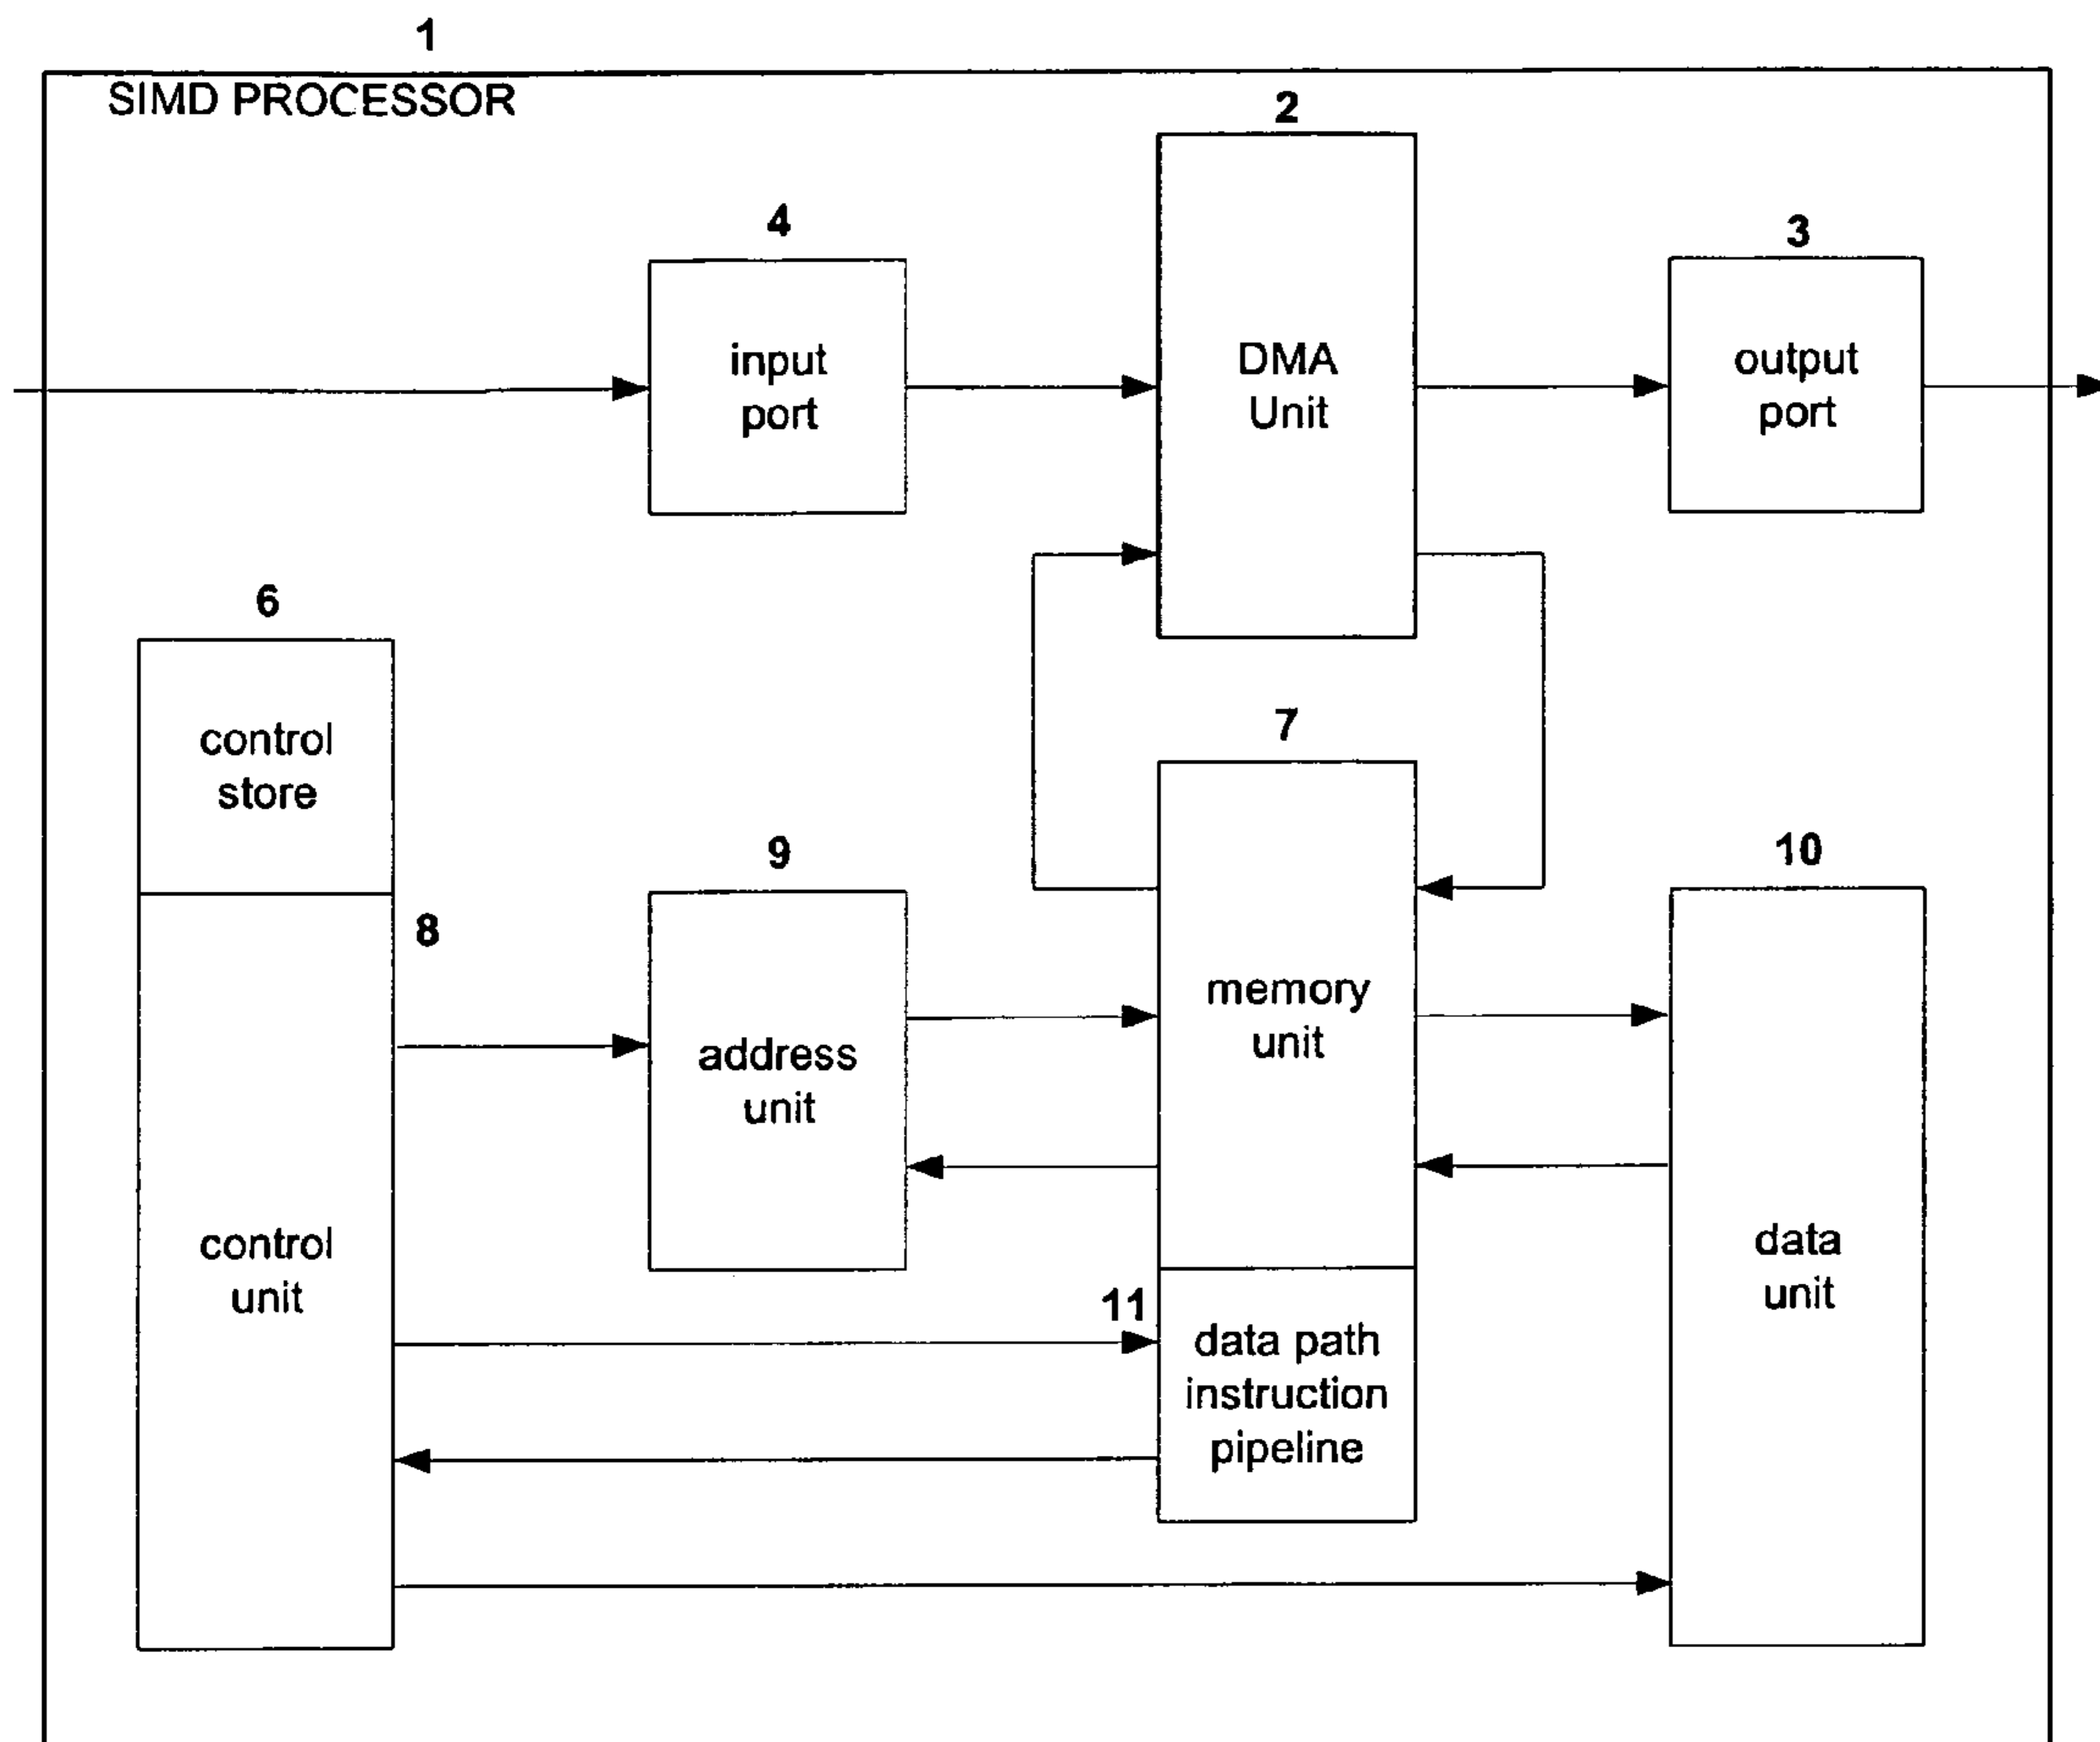 1
SIMD PROCESSOR
2
4
3
input
port
DMA
Unit
output
port
6
7
control
store
9
10
8
memory
unit
address
unit
control
unit
data
unit
11
data path
instruction
pipeline